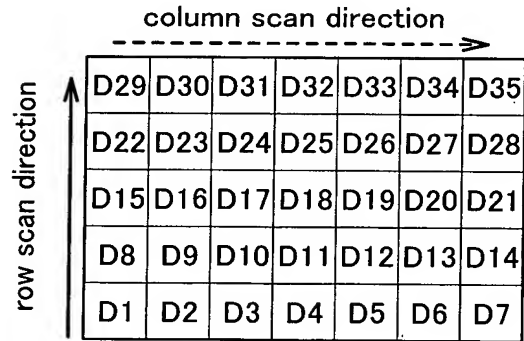 column scan direction
row scan direction
D29 D30 D31 D32 D33 D34 D35
D22 D23 D24 D25 D26 D27 D28
D15 D16 D17 D18 D19 D20 D21
D8 D9 D10 D11 D12 D13 D14
D1 D2 D3 D4 D5 D6 D7